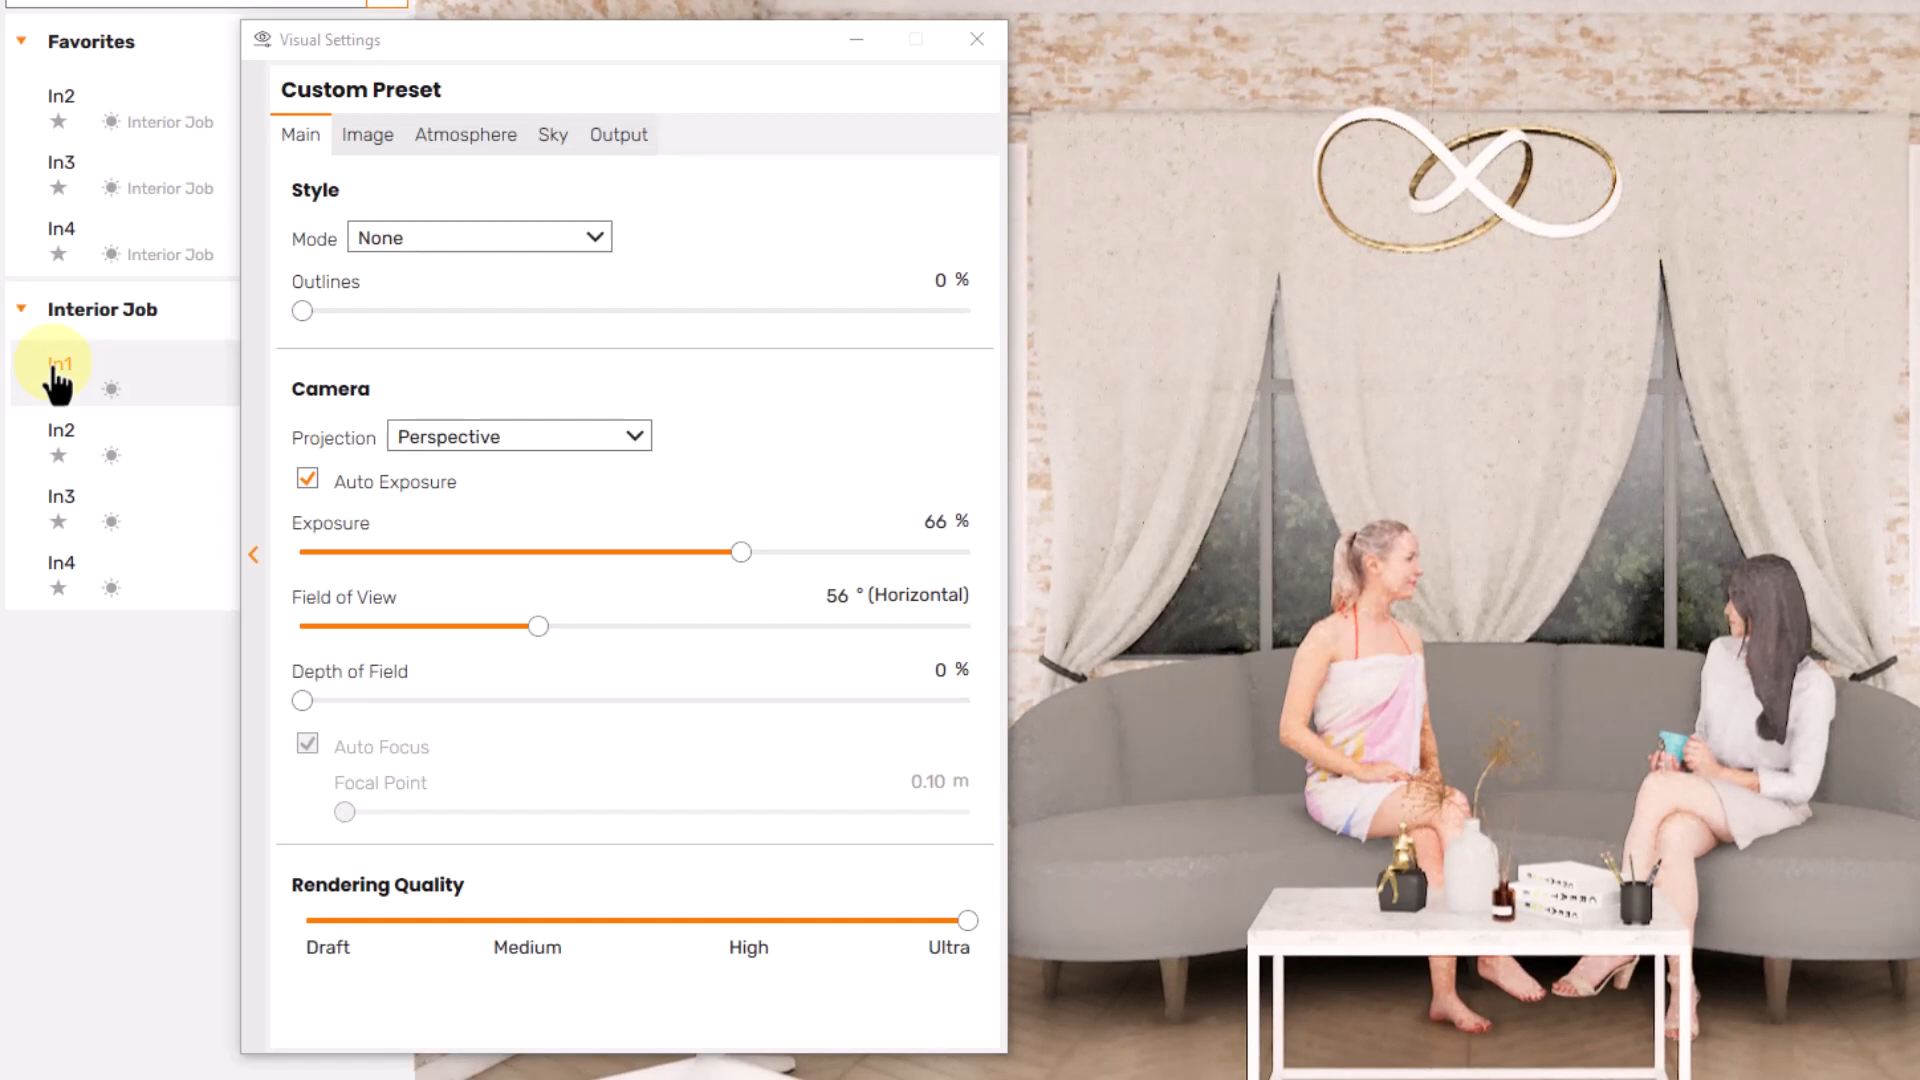 Favorites
In2
Interior Job
In3
Interior Job
In4
Interior Job
Interior Job
In1
In2
In3
In4
Visual Settings
Custom Preset
Main Image Atmosphere Sky Output
Style
Mode None
Outlines 0 %
Camera
Projection Perspective
Auto Exposure
Exposure 66 %
Field of View 56 ° (Horizontal)
Depth of Field 0 %
Auto Focus
Focal Point 0.10 m
Rendering Quality
Draft Medium High Ultra